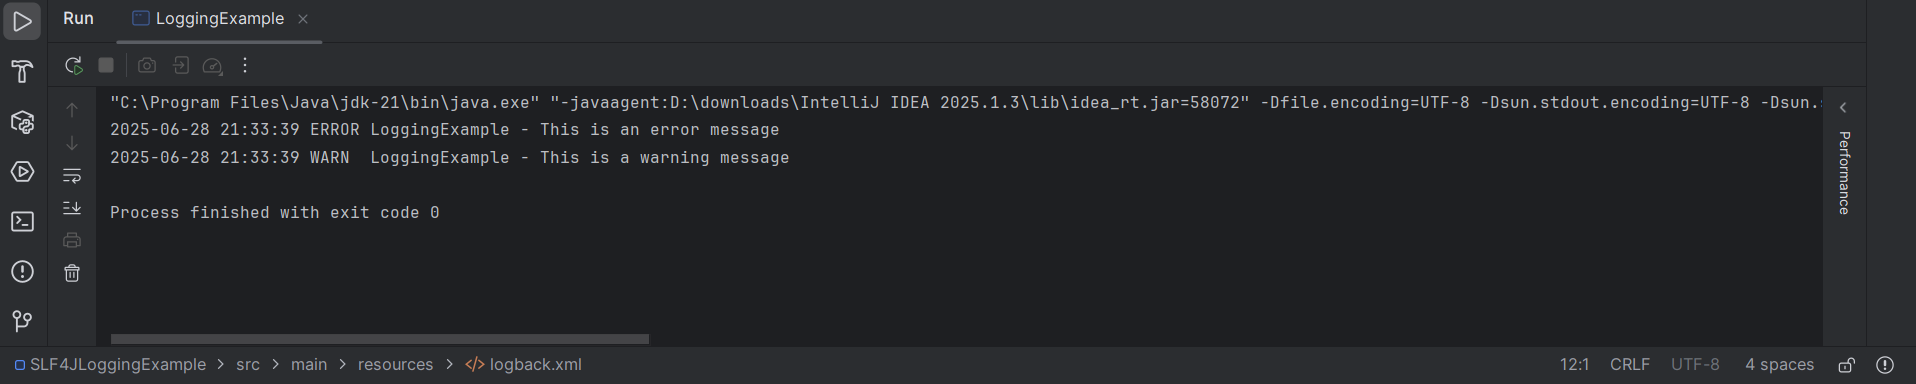 Run LoggingExample
"C:\Program Files\Java\jdk-21\bin\java.exe" "-javaagent:D:\downloads\IntelliJ IDEA 2025.1.3\lib\idea_rt.jar=58072" -Dfile.encoding=UTF-8 -Dsun.stdout.encoding=UTF-8 -Dsun.
2025-06-28 21:33:39 ERROR LoggingExample - This is an error message
2025-06-28 21:33:39 WARN  LoggingExample - This is a warning message
Process finished with exit code 0
Performance
SLF4JLoggingExample > src > main > resources > </> logback.xml 12:1 CRLF UTF-8 4 spaces